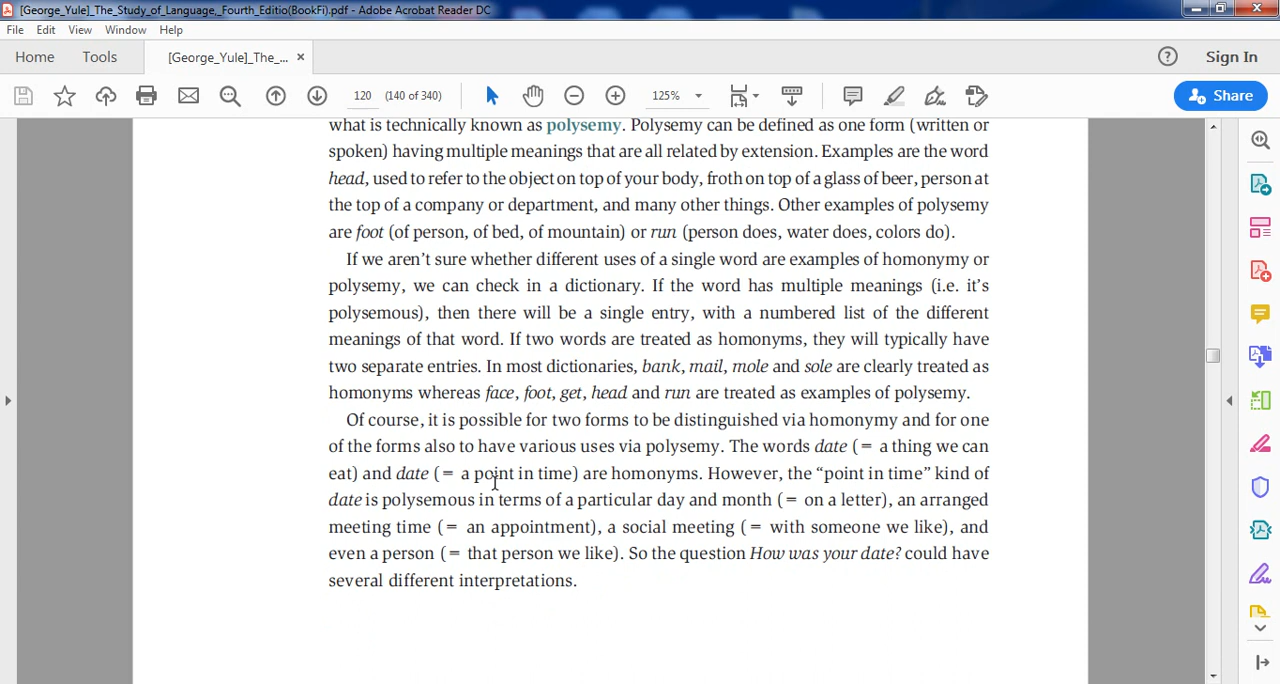 [George_Yule]_The_Study_of_Language,_Fourth_Editio(BookFi).pdf - Adobe Acrobat Reader DC
File Edit View Window Help
Home Tools [George_Yule]_The_... × ? Sign In
120 (140 of 340) 125% Share
what is technically known as polysemy. Polysemy can be defined as one form (written or
spoken) having multiple meanings that are all related by extension. Examples are the word
head, used to refer to the object on top of your body, froth on top of a glass of beer, person at
the top of a company or department, and many other things. Other examples of polysemy
are foot (of person, of bed, of mountain) or run (person does, water does, colors do).
If we aren’t sure whether different uses of a single word are examples of homonymy or
polysemy, we can check in a dictionary. If the word has multiple meanings (i.e. it’s
polysemous), then there will be a single entry, with a numbered list of the different
meanings of that word. If two words are treated as homonyms, they will typically have
two separate entries. In most dictionaries, bank, mail, mole and sole are clearly treated as
homonyms whereas face, foot, get, head and run are treated as examples of polysemy.
Of course, it is possible for two forms to be distinguished via homonymy and for one
of the forms also to have various uses via polysemy. The words date (= a thing we can
eat) and date (= a point in time) are homonyms. However, the “point in time” kind of
date is polysemous in terms of a particular day and month (= on a letter), an arranged
meeting time (= an appointment), a social meeting (= with someone we like), and
even a person (= that person we like). So the question How was your date? could have
several different interpretations.